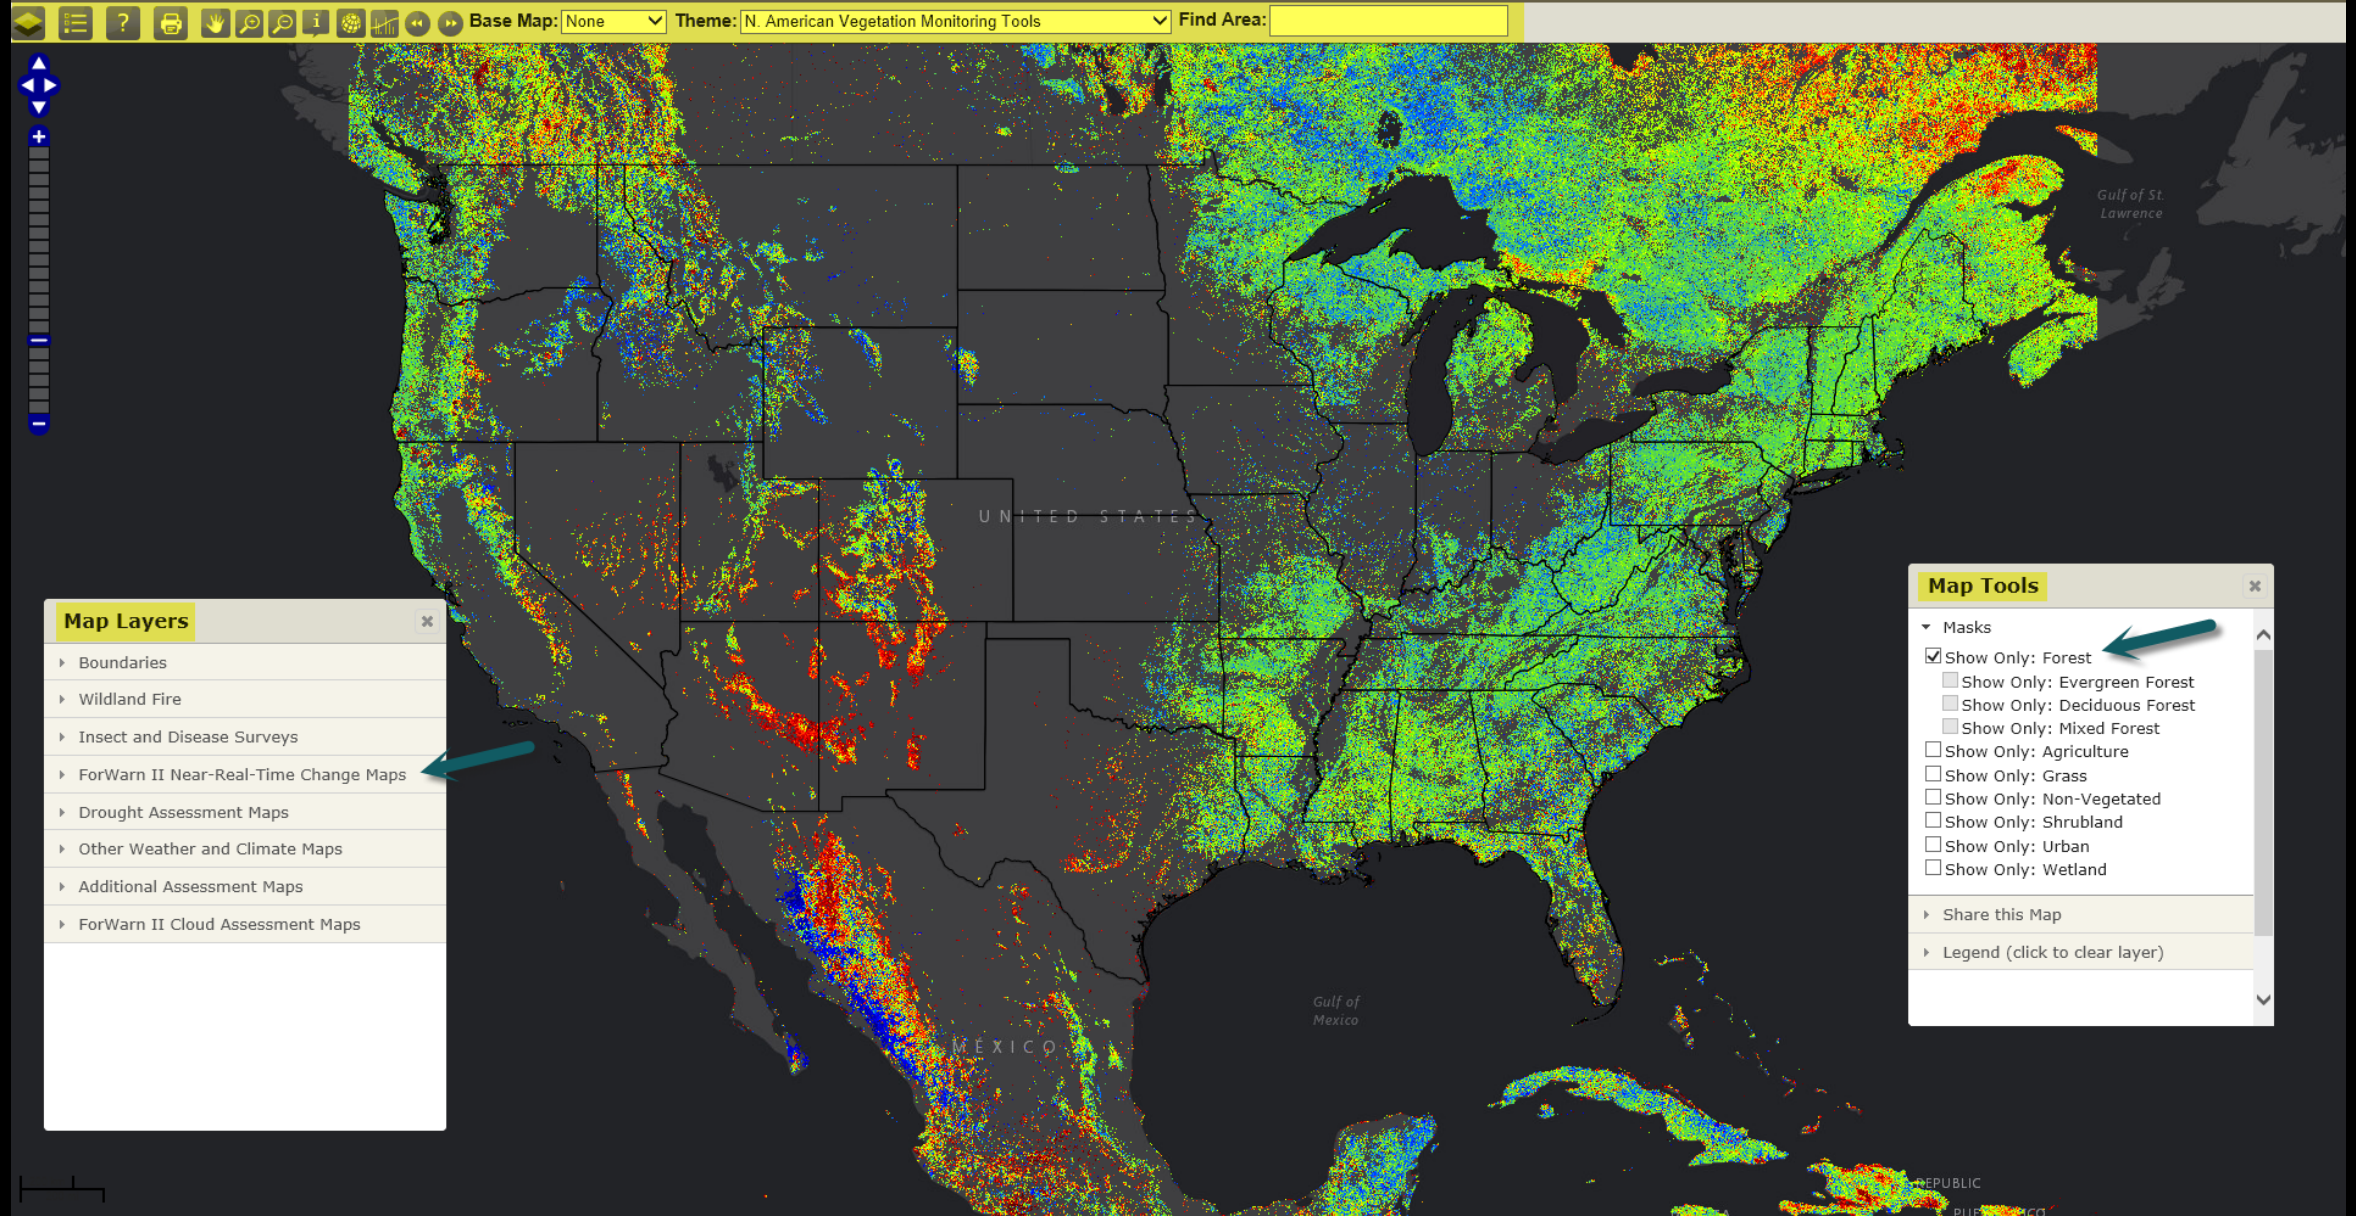 Base Map: None Theme: N. American Vegetation Monitoring Tools Find Area:
Gulf of St.
Lawrence
UNITED STATES
Map Layers
Boundaries
Wildland Fire
Insect and Disease Surveys
ForWarn II Near-Real-Time Change Maps
Drought Assessment Maps
Other Weather and Climate Maps
Additional Assessment Maps
ForWarn II Cloud Assessment Maps
Map Tools
Masks
Show Only: Forest
Show Only: Evergreen Forest
Show Only: Deciduous Forest
Show Only: Mixed Forest
Show Only: Agriculture
Show Only: Grass
Show Only: Non-Vegetated
Show Only: Shrubland
Show Only: Urban
Show Only: Wetland
Share this Map
Legend (click to clear layer)
Gulf of
Mexico
MÉXICO
REPUBLIC